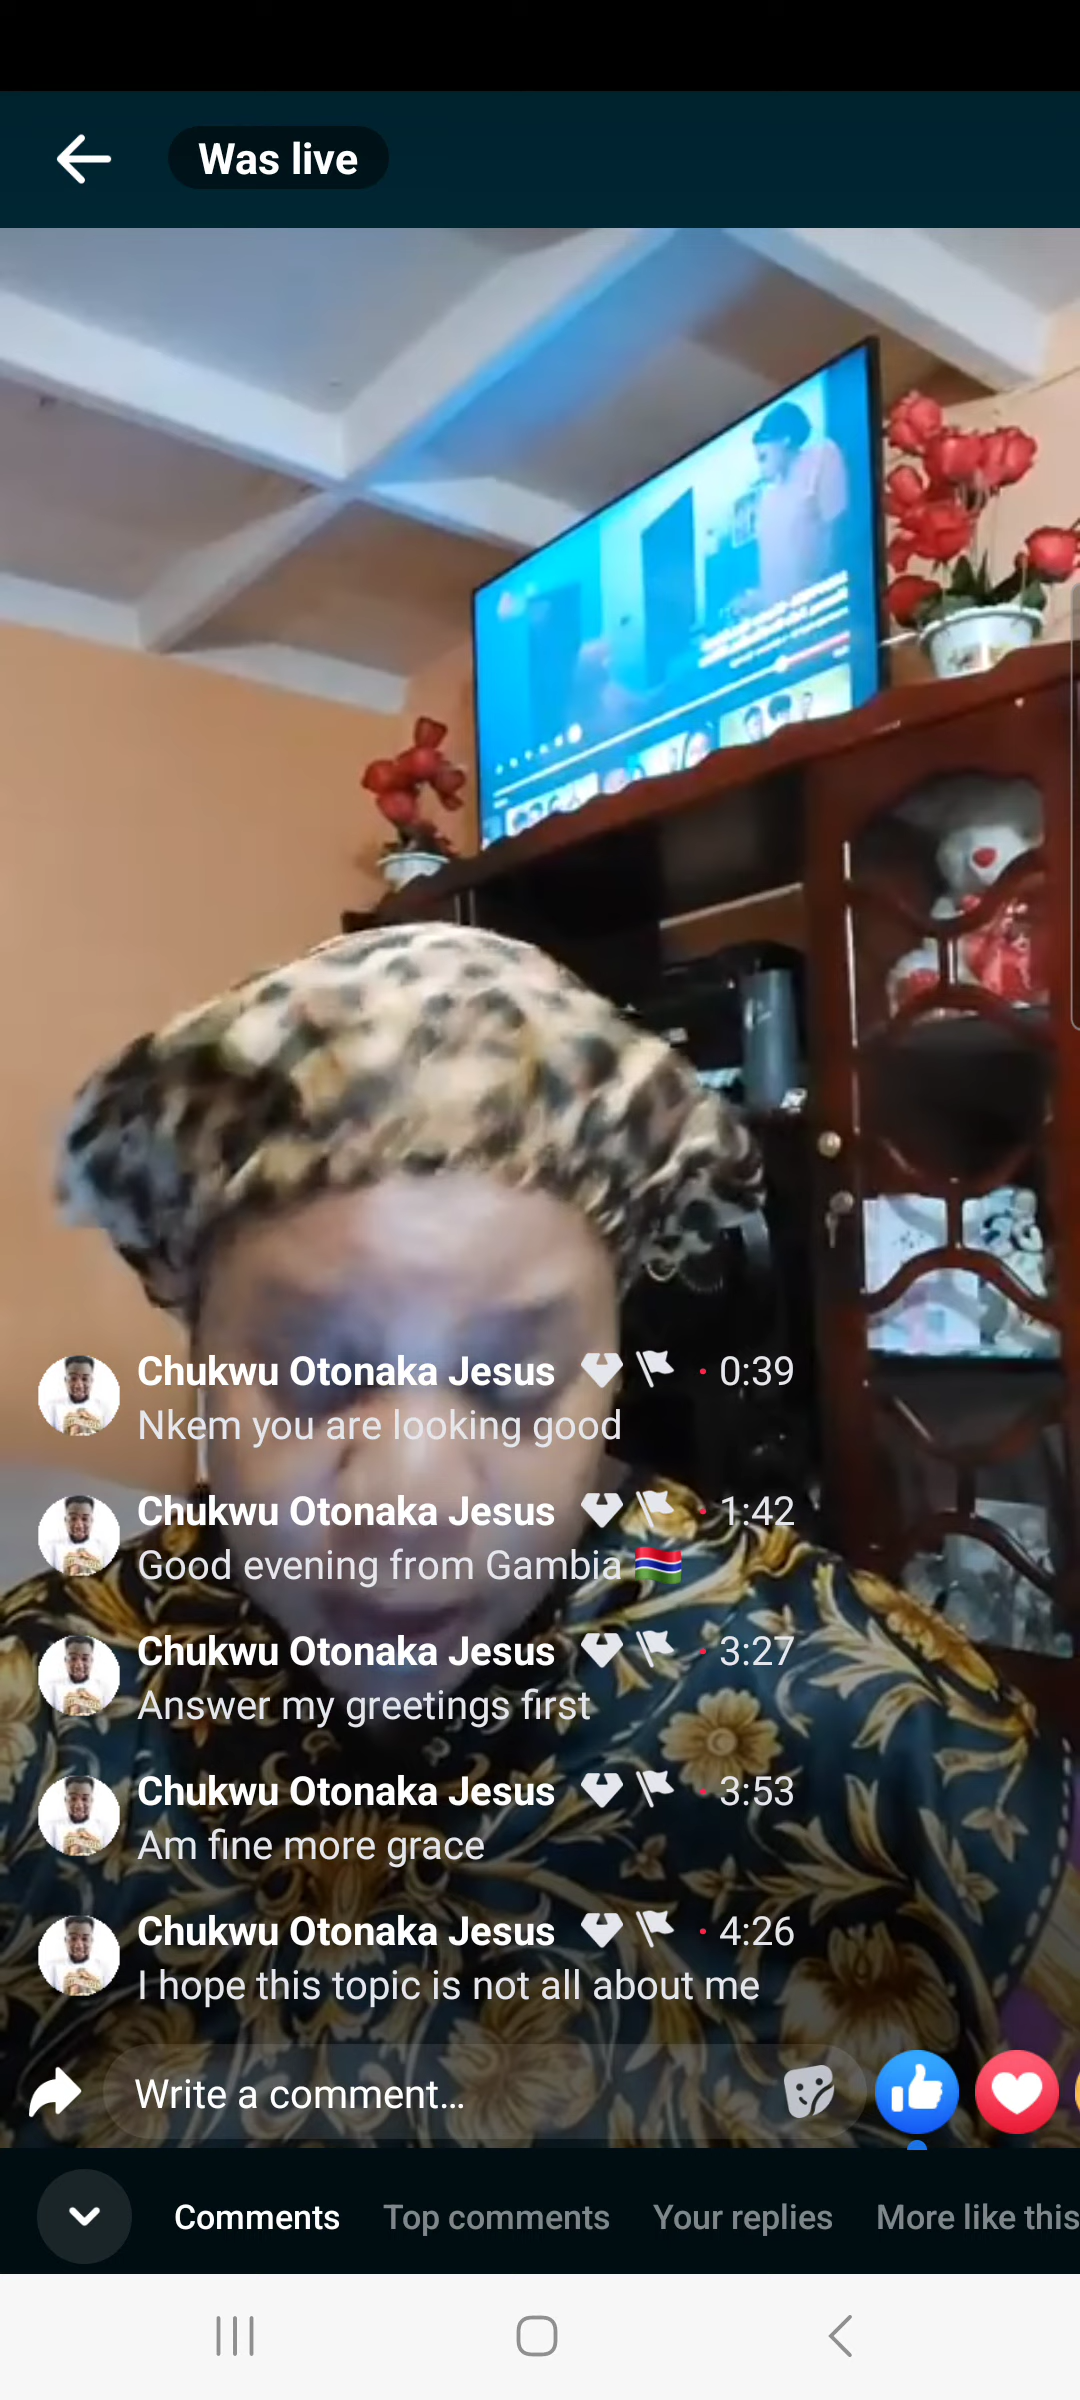 Was live
Chukwu Otonaka Jesus · 0:39
Nkem you are looking good
Chukwu Otonaka Jesus · 1:42
Good evening from Gambia 🇬🇲
Chukwu Otonaka Jesus · 3:27
Answer my greetings first
Chukwu Otonaka Jesus · 3:53
Am fine more grace
Chukwu Otonaka Jesus · 4:26
I hope this topic is not all about me
Write a comment...
Comments Top comments Your replies More like this